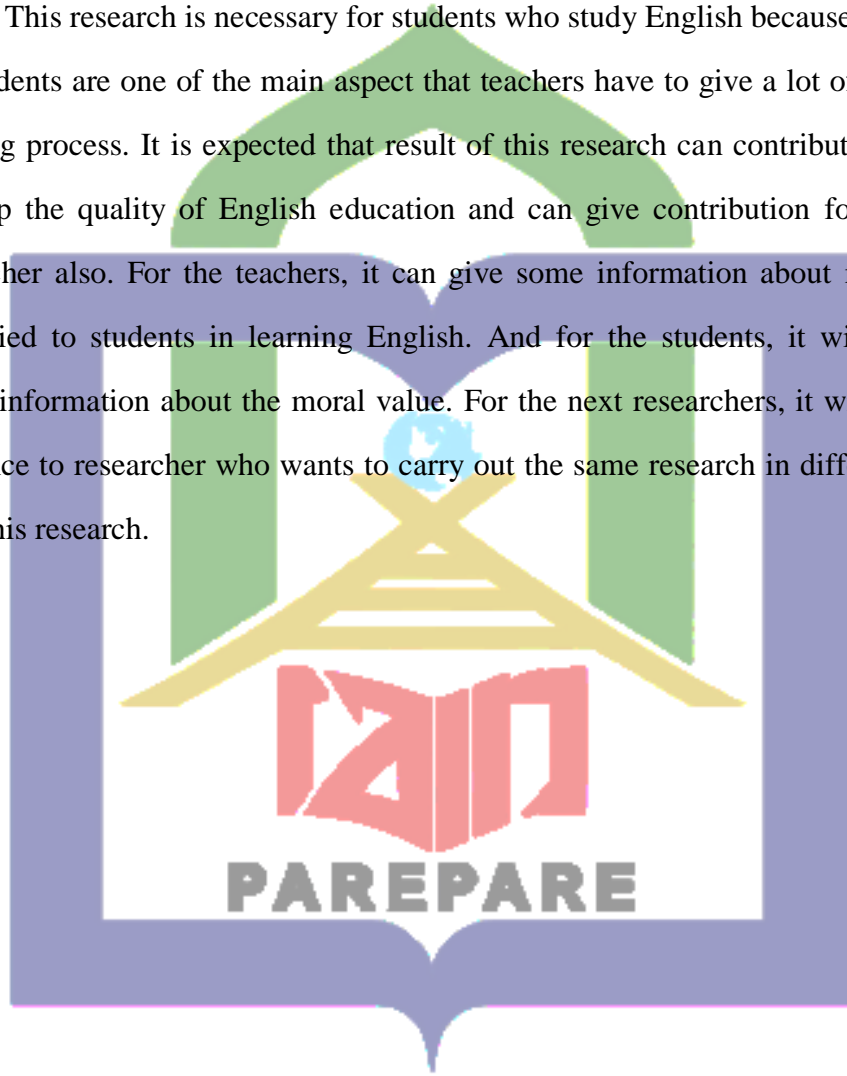 This research is necessary for students who study English because
dents are one of the main aspect that teachers have to give a lot of
g process. It is expected that result of this research can contribut
p the quality of English education and can give contribution fo
her also. For the teachers, it can give some information about
ied to students in learning English. And for the students, it wi
information about the moral value. For the next researchers, it w
ce to researcher who wants to carry out the same research in diff
his research.
iain
PAREPARE